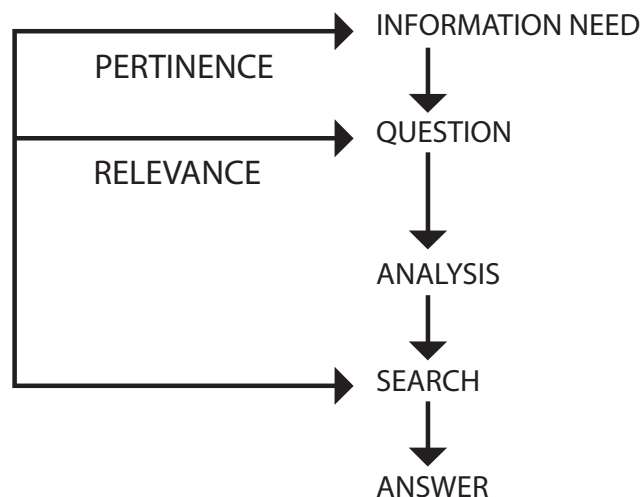 INFORMATION NEED
PERTINENCE
QUESTION
RELEVANCE
ANALYSIS
SEARCH
ANSWER